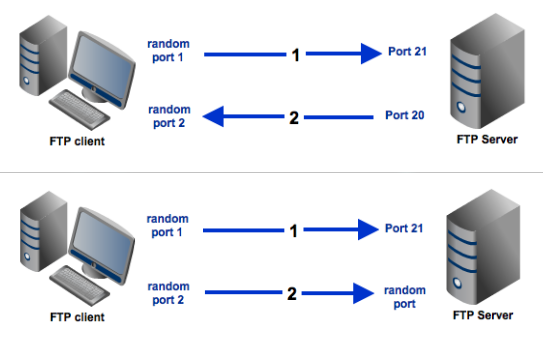 random
port 1
1
Port 21
random
port 2
2
Port 20
FTP client
FTP Server
random
port 1
1
Port 21
random
port 2
2
random
port
FTP client
FTP Server